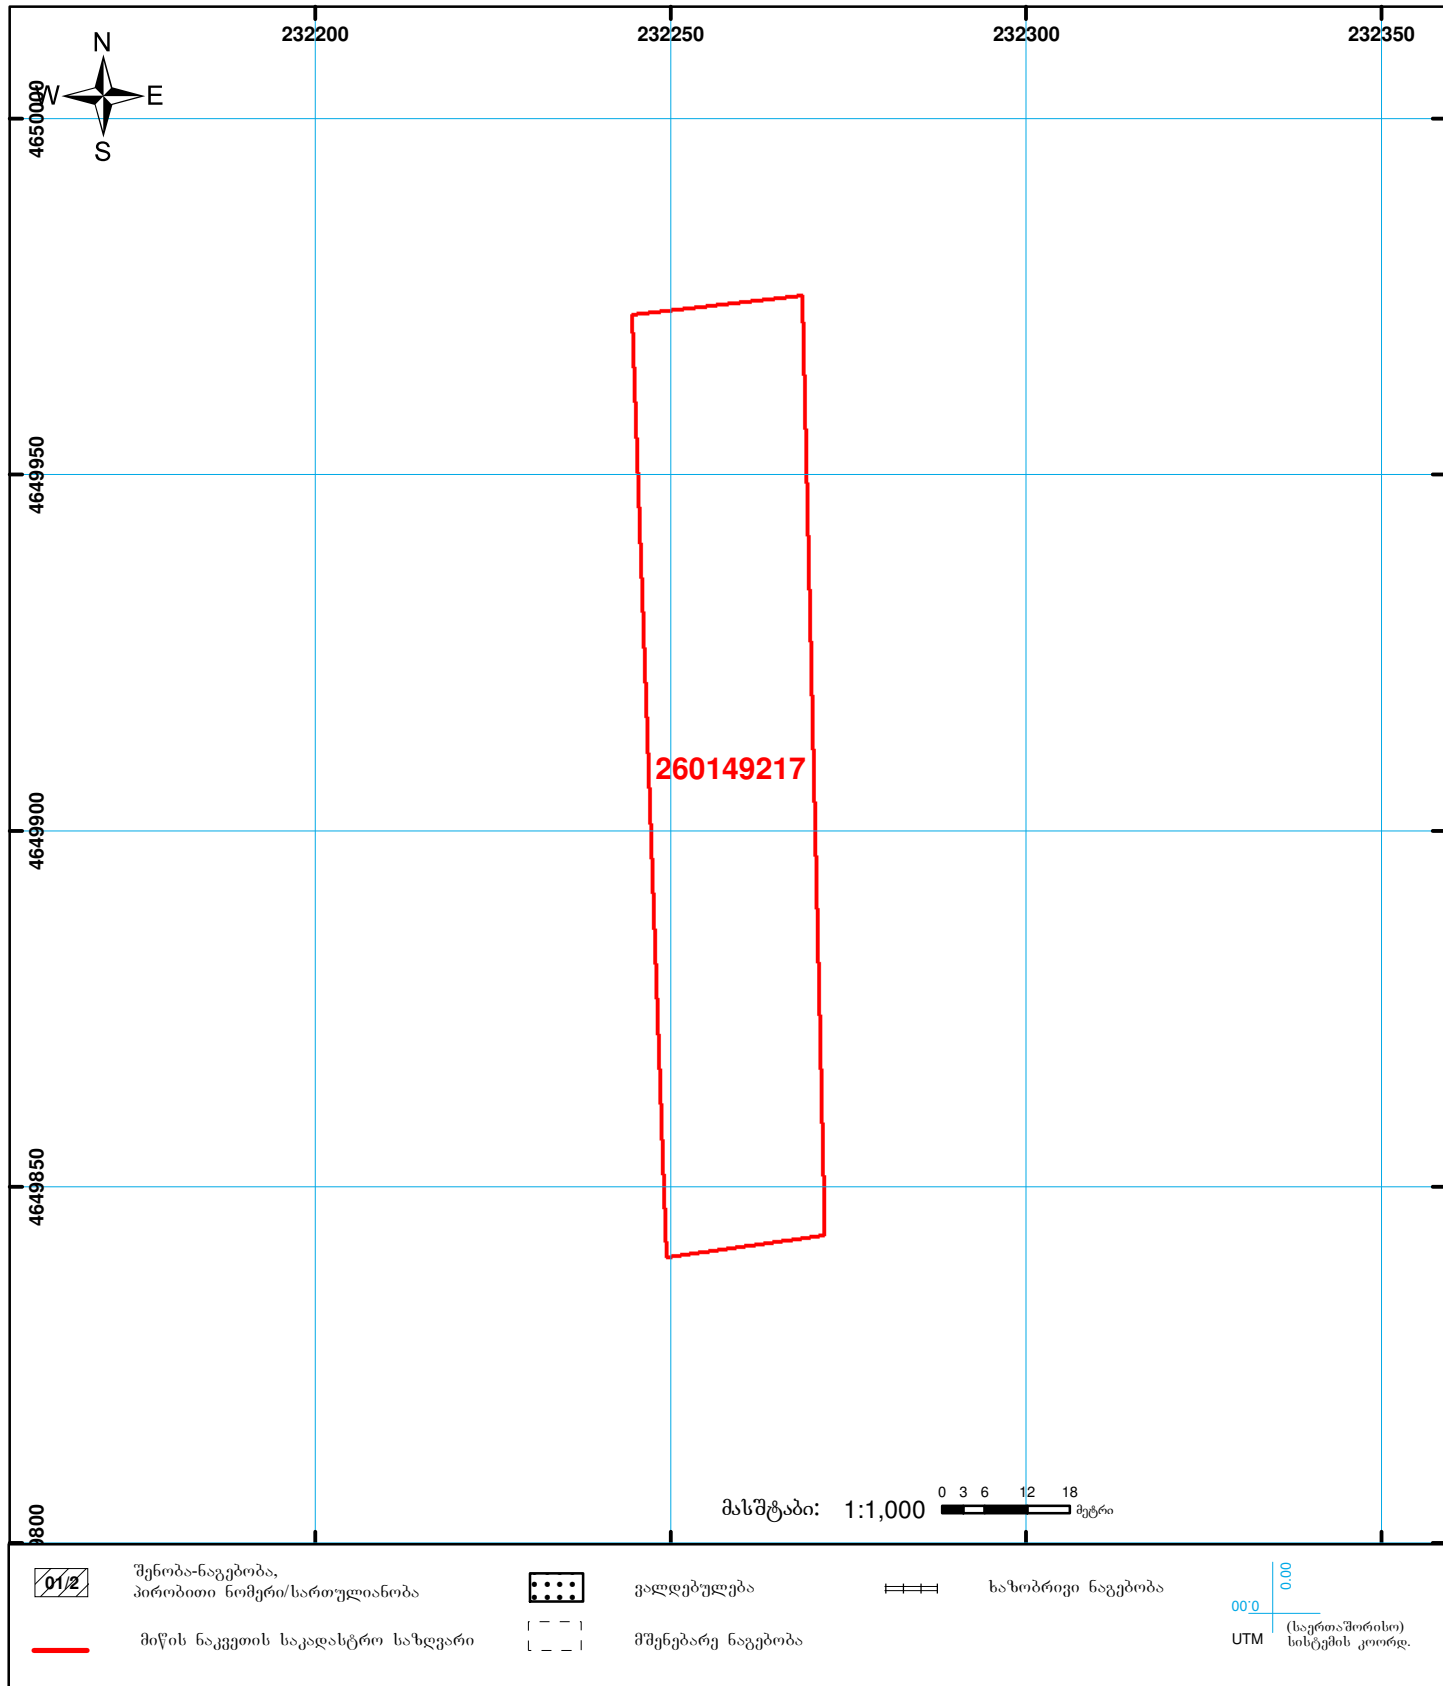 232200
232250
232300
232350
N
W
E
S
4650000
4649950
4649900
4649850
9800
260149217
მასშტაბი: 1:1,000
0 3 6 12 18
მეტრი
01/2
შენობა-ნაგებობა,
პირობითი ნომერი/სართულიანობა
მიწის ნაკვეთის საკადასტრო საზღვარი
ვალდებულება
მშენებარე ნაგებობა
ხაზობრივი ნაგებობა
0.00
00.0
UTM
(საერთაშორისო)
სისტემის კოორდ.